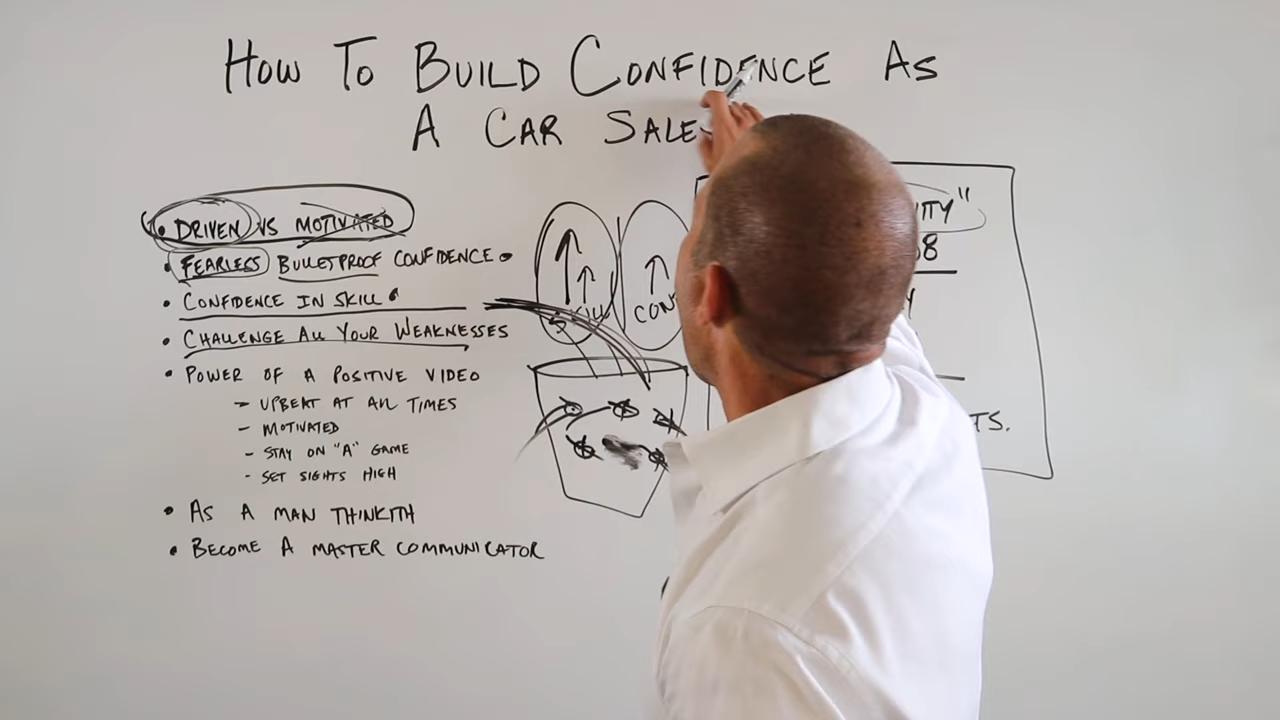 How To Build Confidence As
A Car Sale
• Driven vs Motivated
• Fearless Bulletproof Confidence
• Confidence in Skill
• Challenge All Your Weaknesses
• Power of a Positive Video
- Upbeat at all times
- Motivated
- Stay on "A" Game
- Set Sights High
• As a man thinkith
• Become a master communicator
Skill
Con
ity"
38
y
ts.